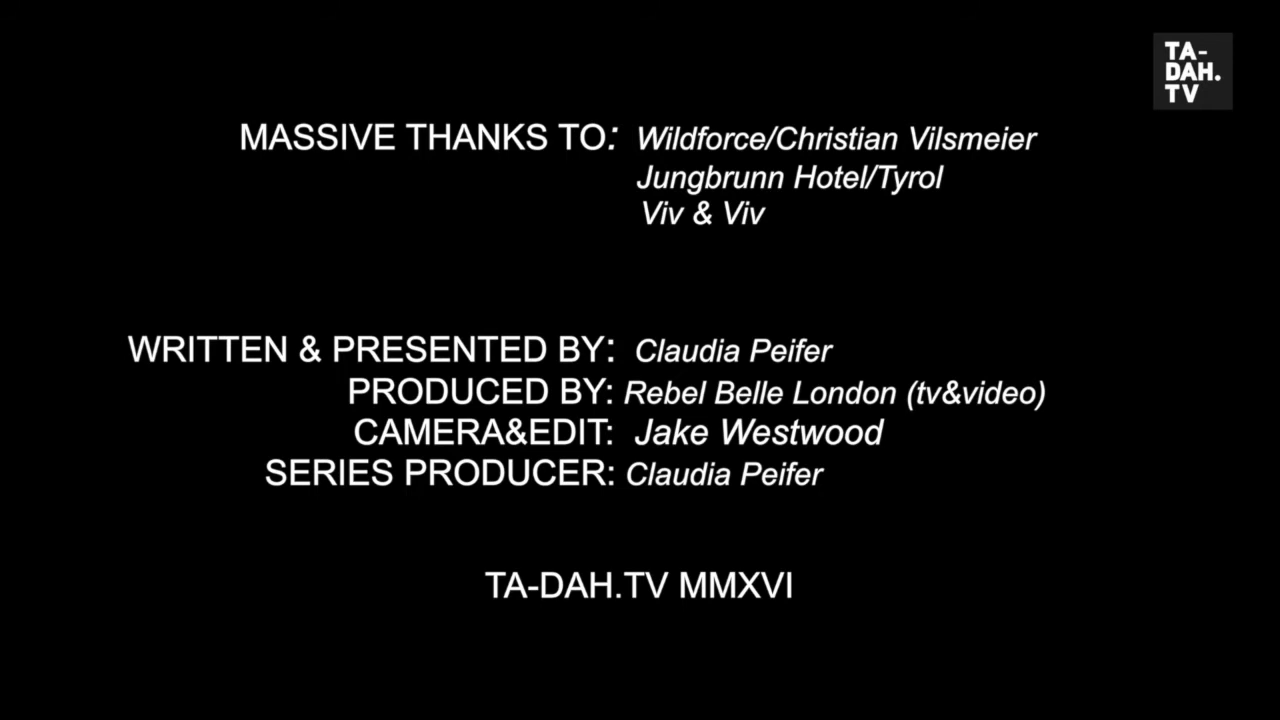 TA-
DAH.
TV
MASSIVE THANKS TO: Wildforce/Christian Vilsmeier
Jungbrunn Hotel/Tyrol
Viv & Viv
WRITTEN & PRESENTED BY: Claudia Peifer
PRODUCED BY: Rebel Belle London (tv&video)
CAMERA&EDIT: Jake Westwood
SERIES PRODUCER: Claudia Peifer
TA-DAH.TV MMXVI